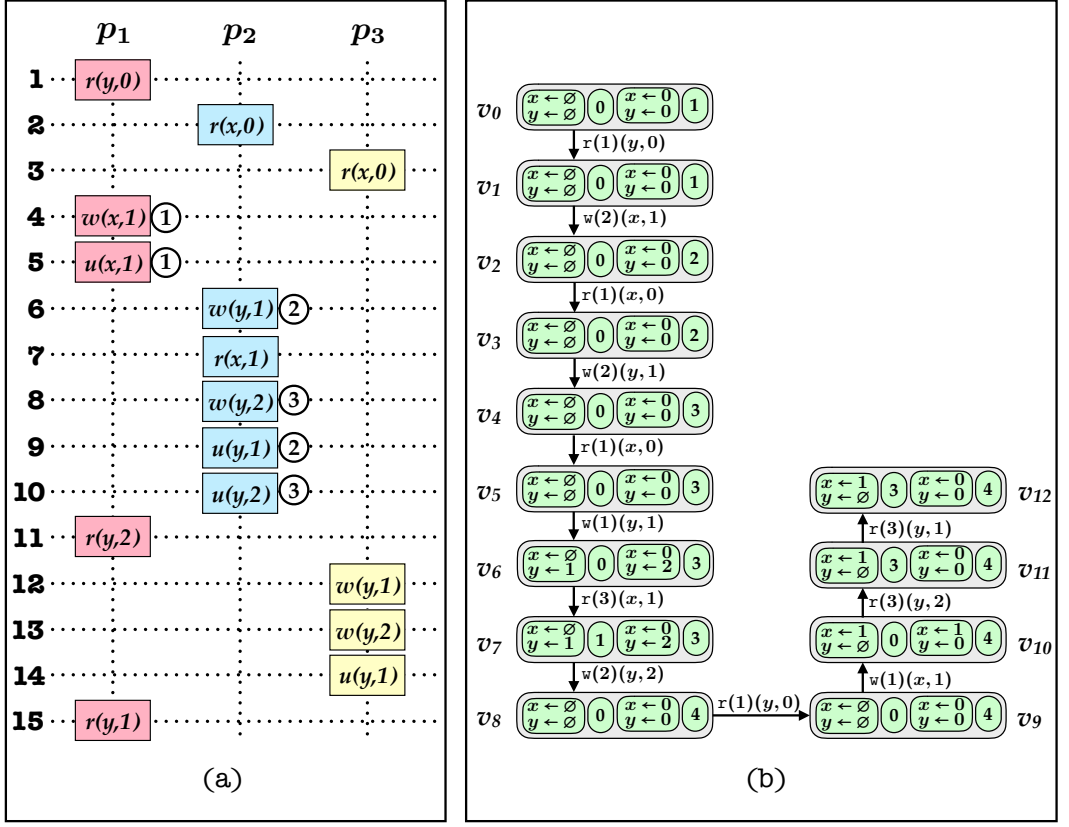 p1 p2 p3
1 r(y,0)
2 r(x,0)
3 r(x,0)
4 w(x,1) 1
5 u(x,1) 1
6 w(y,1) 2
7 r(x,1)
8 w(y,2) 3
9 u(y,1) 2
10 u(y,2) 3
11 r(y,2)
12 w(y,1)
13 w(y,2)
14 u(y,1)
15 r(y,1)
(a)
v0 x ← ∅ y ← ∅ 0 x ← 0 y ← 0 1
r(1)(y,0)
v1 x ← ∅ y ← ∅ 0 x ← 0 y ← 0 1
w(2)(x,1)
v2 x ← ∅ y ← ∅ 0 x ← 0 y ← 0 2
r(1)(x,0)
v3 x ← ∅ y ← ∅ 0 x ← 0 y ← 0 2
w(2)(y,1)
v4 x ← ∅ y ← ∅ 0 x ← 0 y ← 0 3
r(1)(x,0)
v5 x ← ∅ y ← ∅ 0 x ← 0 y ← 0 3
w(1)(y,1)
v6 x ← ∅ y ← 1 0 x ← 0 y ← 2 3
r(3)(x,1)
v7 x ← ∅ y ← 1 1 x ← 0 y ← 2 3
w(2)(y,2)
v8 x ← ∅ y ← ∅ 0 x ← 0 y ← 0 4
r(1)(y,0)
x ← ∅ y ← ∅ 0 x ← 0 y ← 0 4 v9
w(1)(x,1)
x ← 1 y ← ∅ 0 x ← 1 y ← 0 4 v10
r(3)(y,2)
x ← 1 y ← ∅ 3 x ← 0 y ← 0 4 v11
r(3)(y,1)
x ← 1 y ← ∅ 3 x ← 0 y ← 0 4 v12
(b)